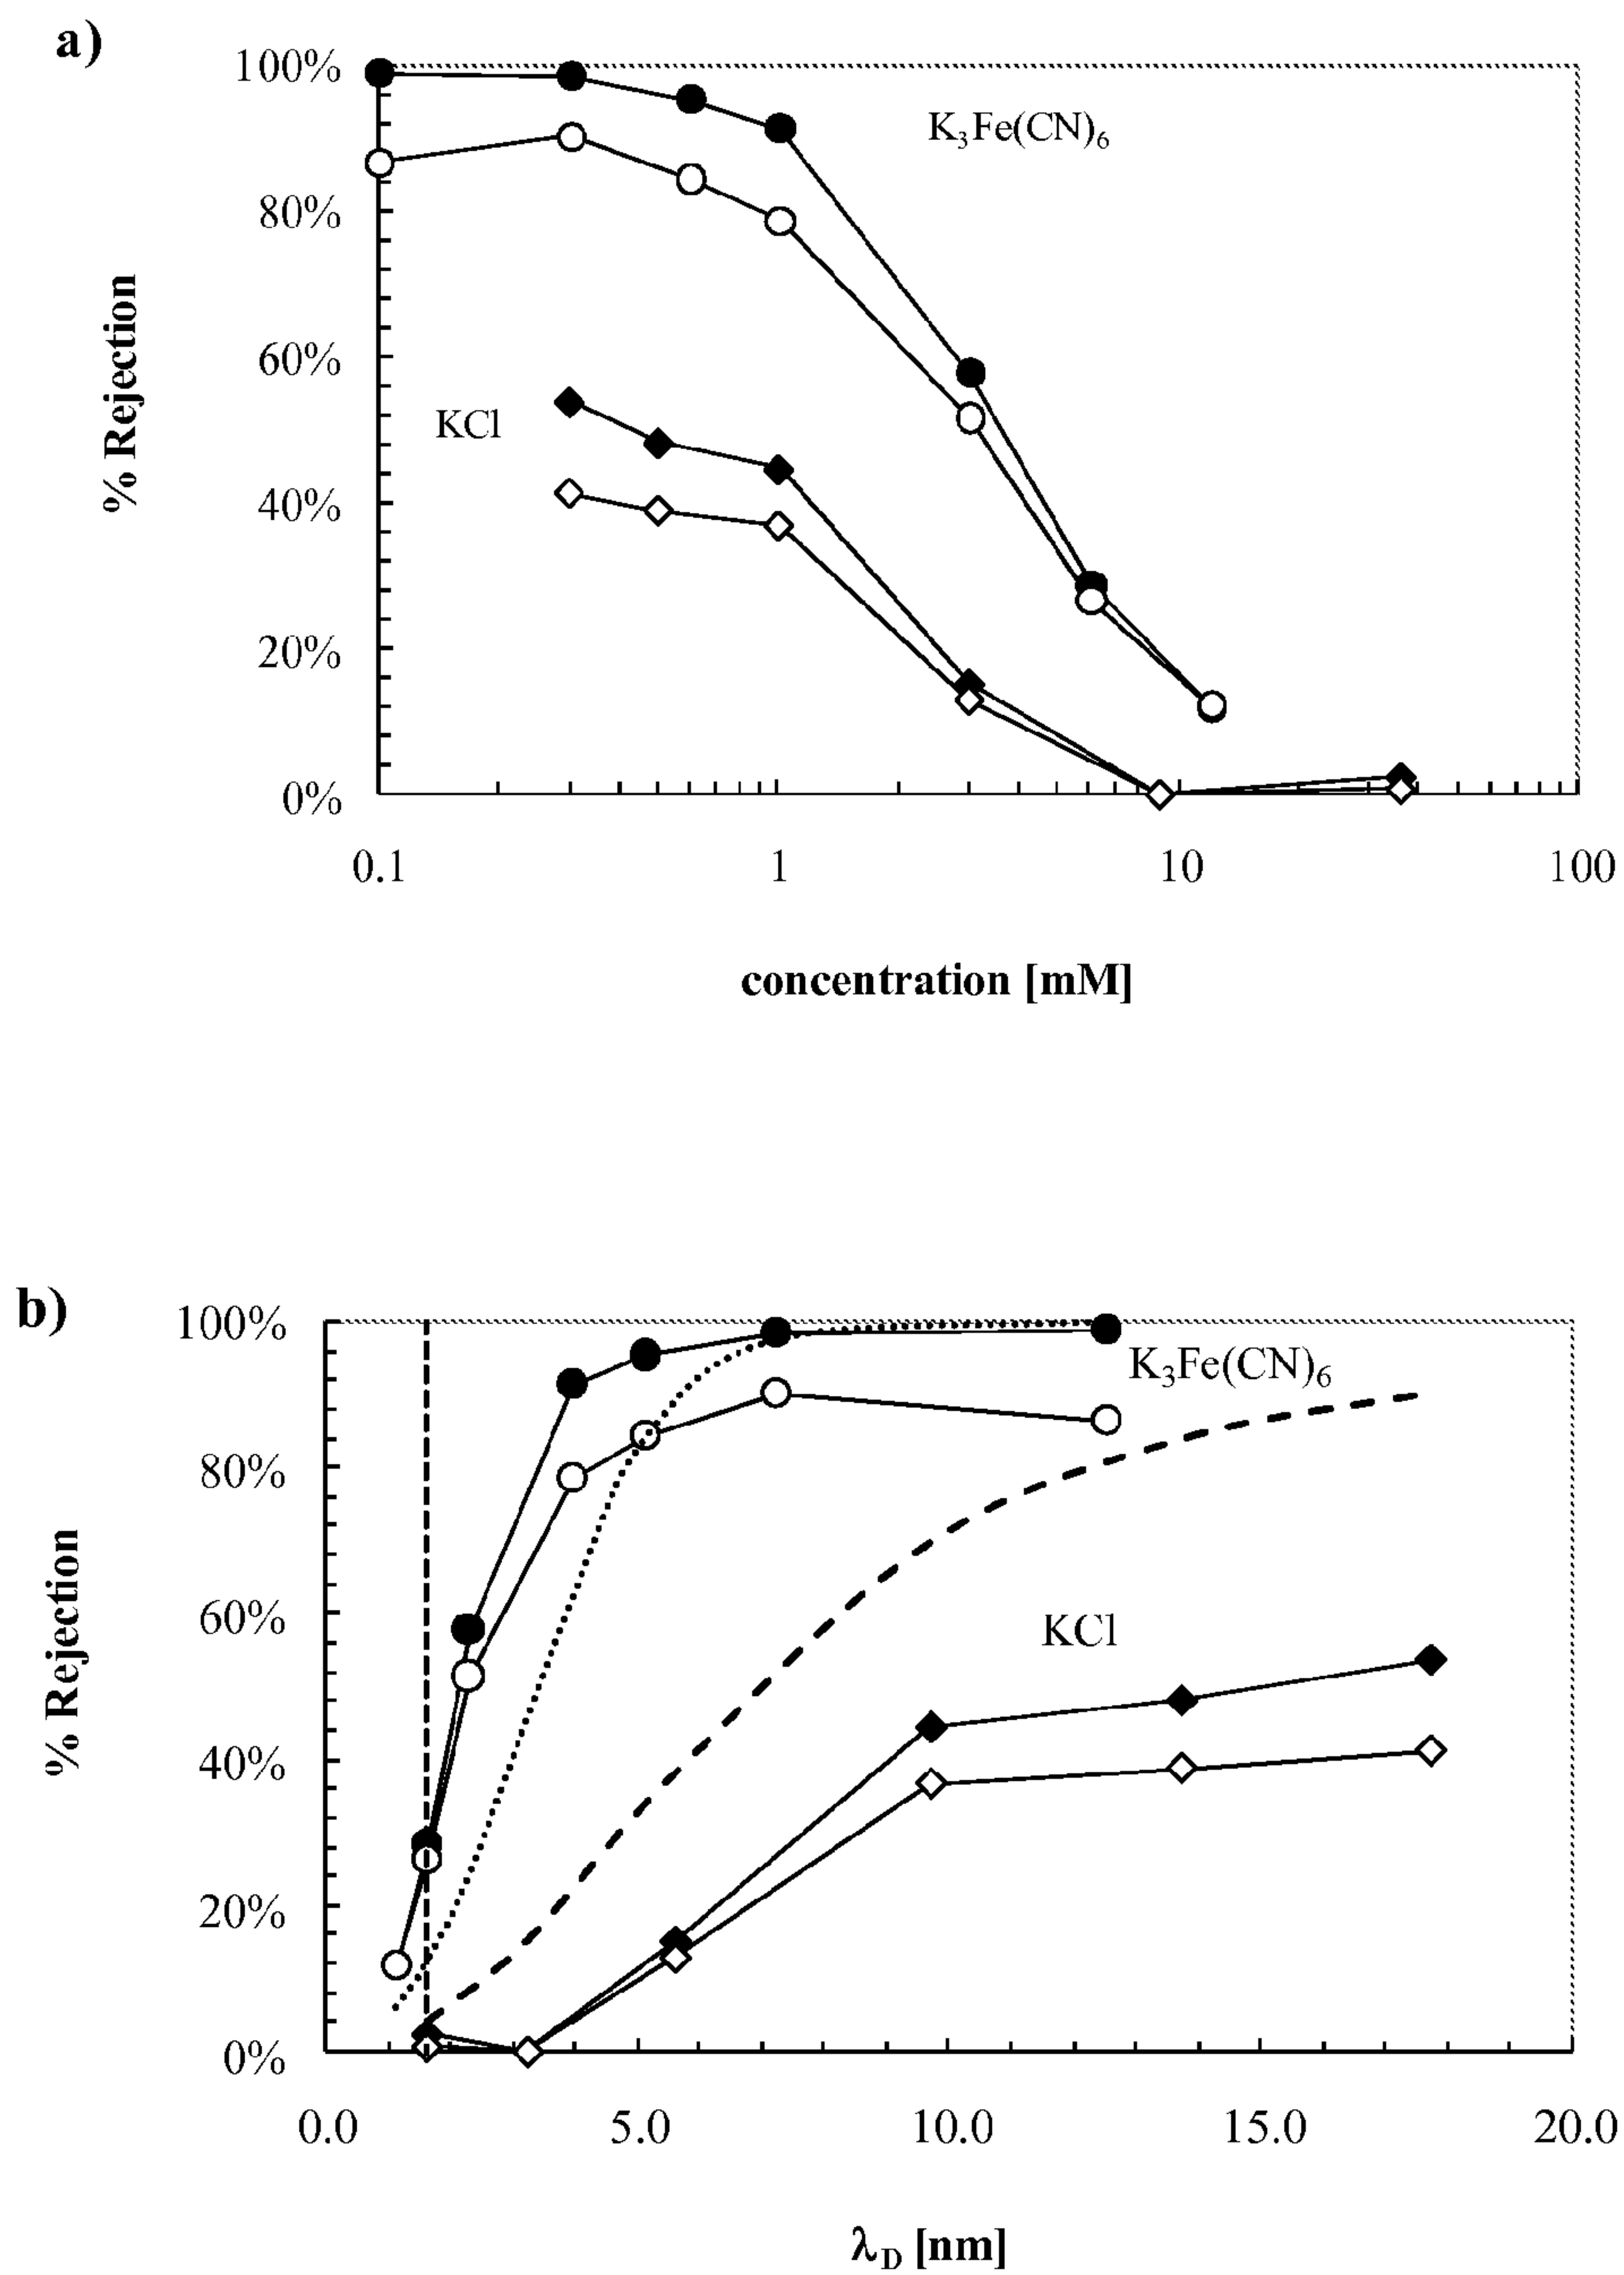 a)
100%
K₃Fe(CN)₆
80%
60%
KCl
40%
20%
0%
% Rejection
0.1 1 10 100
concentration [mM]
b)
100%
K₃Fe(CN)₆
80%
60%
KCl
40%
20%
0%
% Rejection
0.0 5.0 10.0 15.0 20.0
λD [nm]